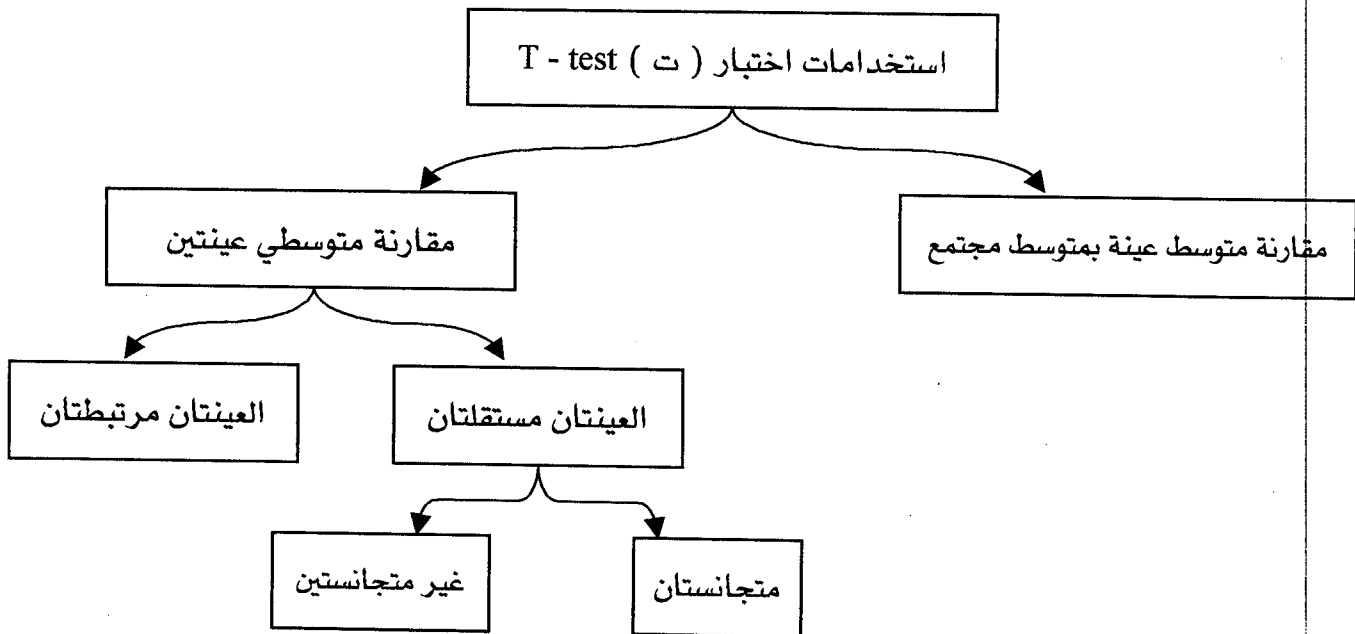 استخدامات اختبار ( ت ) T - test
مقارنة متوسط عينة بمتوسط مجتمع
مقارنة متوسطي عينتين
العينتان مستقلتان
العينتان مرتبطتان
متجانستان
غير متجانستين